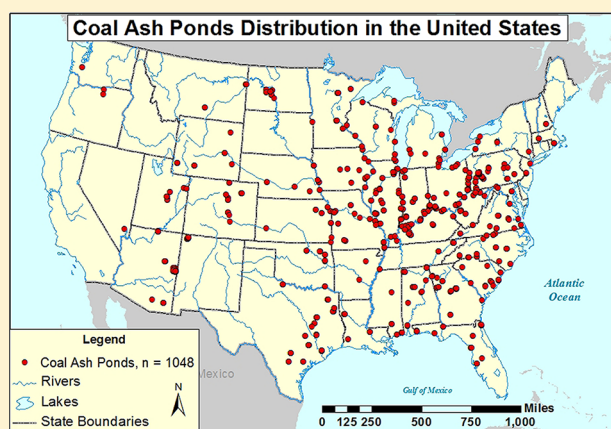 Coal Ash Ponds Distribution in the United States
Atlantic
Ocean
Mexico
Gulf of Mexico
Legend
Coal Ash Ponds, n = 1048
Rivers
Lakes
State Boundaries
N
Miles
0 125 250 500 750 1,000